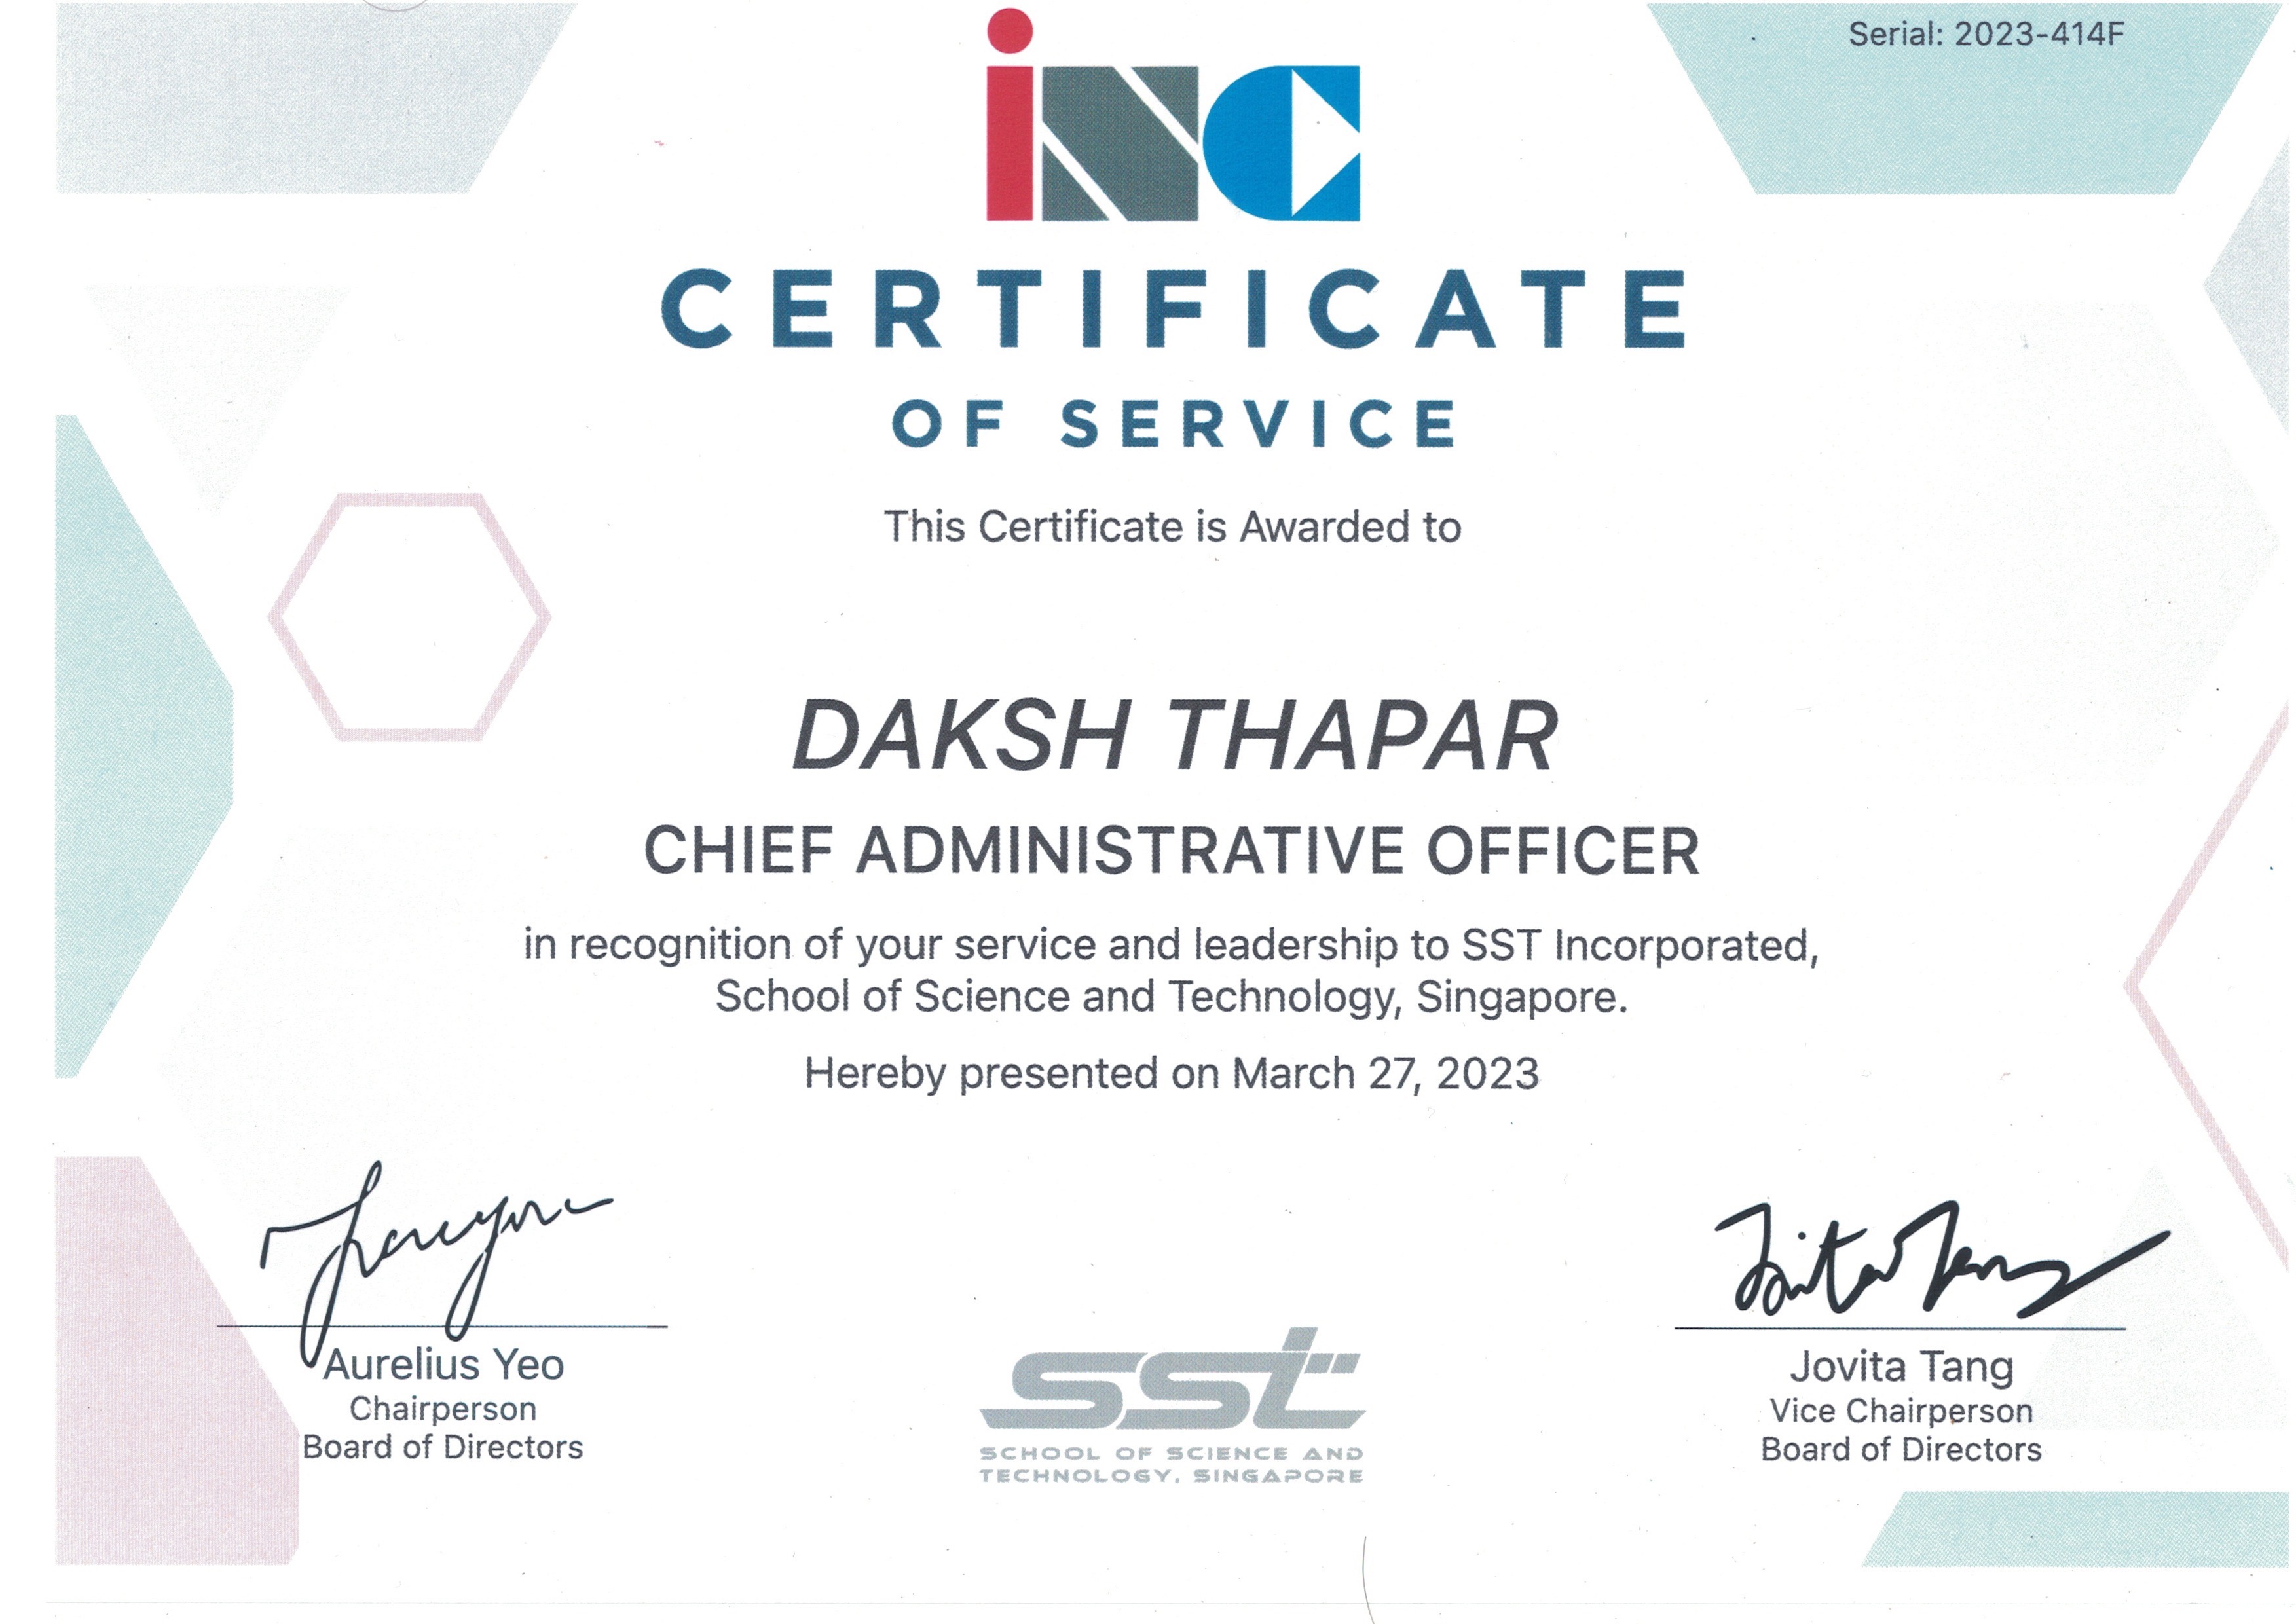 Serial: 2023-414F
iNC
CERTIFICATE
OF SERVICE
This Certificate is Awarded to
DAKSH THAPAR
CHIEF ADMINISTRATIVE OFFICER
in recognition of your service and leadership to SST Incorporated,
School of Science and Technology, Singapore.
Hereby presented on March 27, 2023
Aurelius Yeo
Chairperson
Board of Directors
Jovita Tang
Jovita Tang
Vice Chairperson
Board of Directors
sst
SCHOOL OF SCIENCE AND
TECHNOLOGY, SINGAPORE